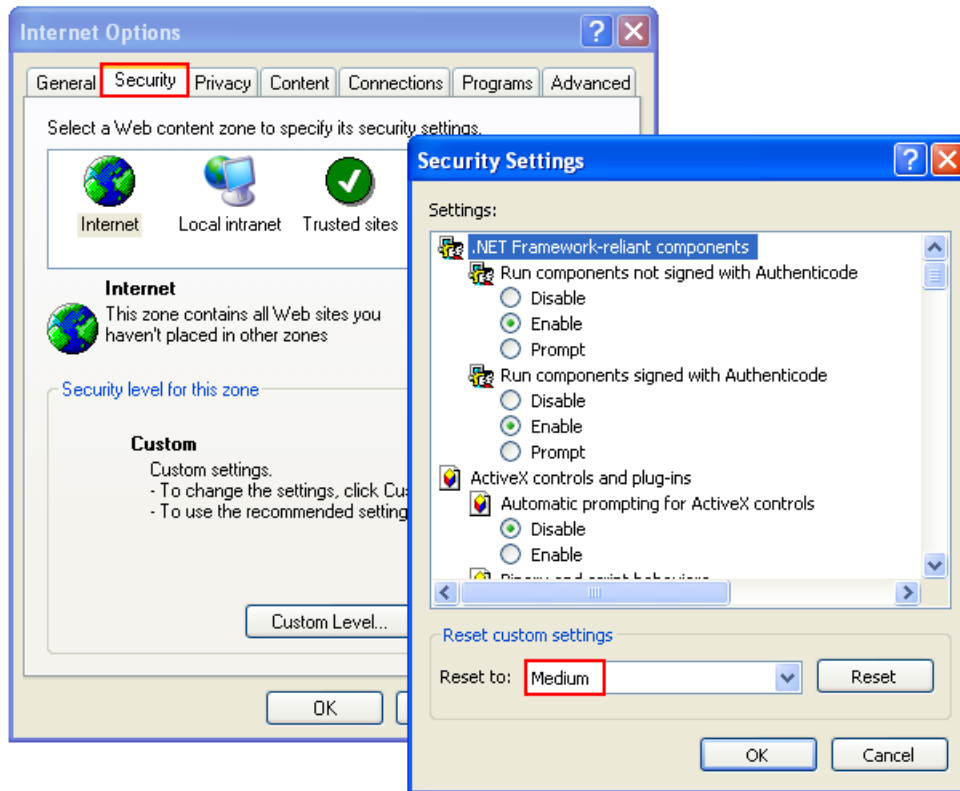 Internet Options
General Security Privacy Content Connections Programs Advanced
Select a Web content zone to specify its security settings.
Internet Local intranet Trusted sites
Internet
This zone contains all Web sites you
haven't placed in other zones
Security level for this zone
Custom
Custom settings.
- To change the settings, click Cu
- To use the recommended setting
Custom Level...
OK
Security Settings
Settings:
.NET Framework-reliant components
Run components not signed with Authenticode
Disable
Enable
Prompt
Run components signed with Authenticode
Disable
Enable
Prompt
ActiveX controls and plug-ins
Automatic prompting for ActiveX controls
Disable
Enable
Binary and script behaviors
Reset custom settings
Reset to: Medium Reset
OK Cancel